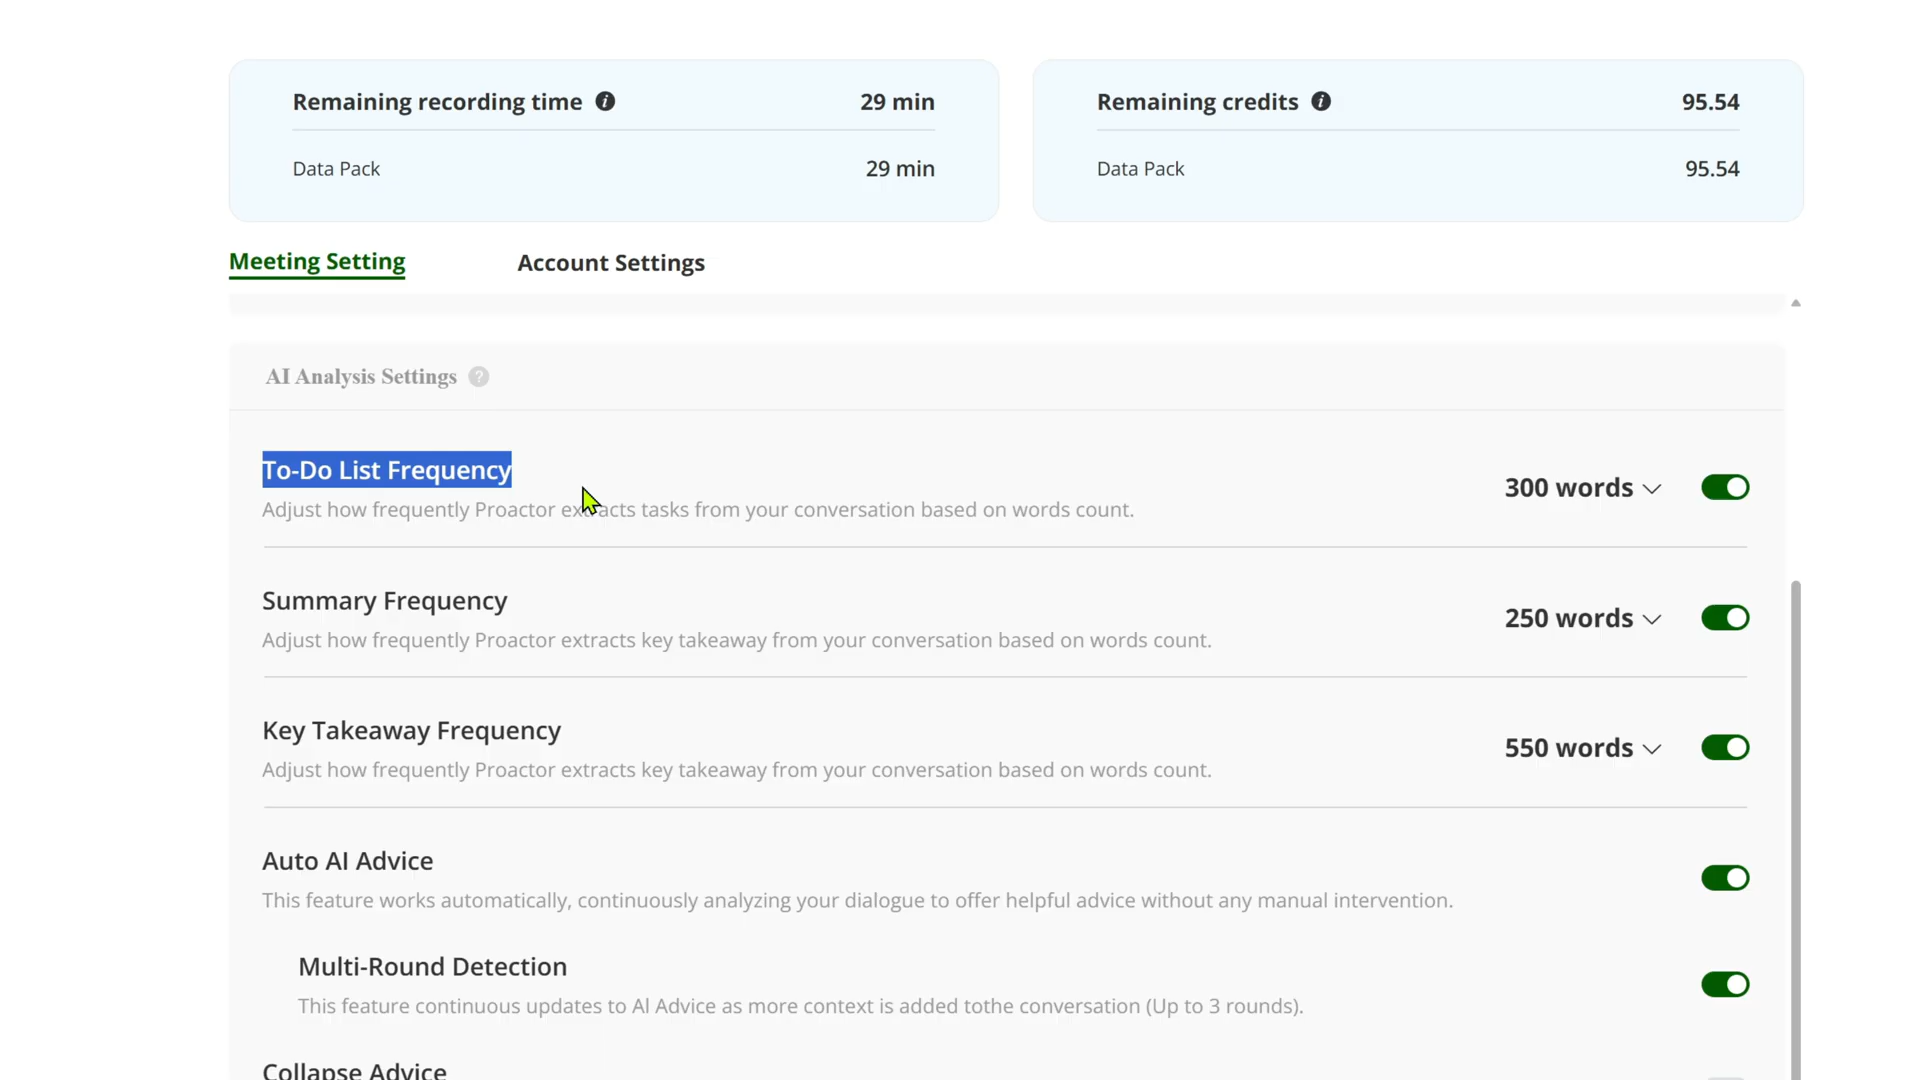 Remaining recording time 29 min
Data Pack 29 min
Remaining credits 95.54
Data Pack 95.54
Meeting Setting Account Settings
AI Analysis Settings
To-Do List Frequency
Adjust how frequently Proactor extracts tasks from your conversation based on words count.
300 words
Summary Frequency
Adjust how frequently Proactor extracts key takeaway from your conversation based on words count.
250 words
Key Takeaway Frequency
Adjust how frequently Proactor extracts key takeaway from your conversation based on words count.
550 words
Auto AI Advice
This feature works automatically, continuously analyzing your dialogue to offer helpful advice without any manual intervention.
Multi-Round Detection
This feature continuous updates to AI Advice as more context is added tothe conversation (Up to 3 rounds).
Collapse Advice